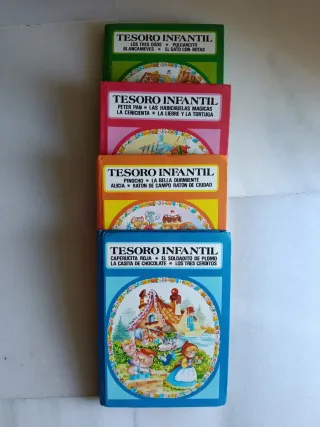 TESORO INFANTIL
LOS TRES OSOS ★ PULGARCITO
BLANCANIEVES ★ EL GATO CON BOTAS
TESORO INFANTIL
PETER PAN ★ LAS HABICHUELAS MAGICAS
LA CENICIENTA ★ LA LIEBRE Y LA TORTUGA
TESORO INFANTIL
PINOCHO ★ LA BELLA DURMIENTE
ALICIA ★ RATON DE CAMPO RATON DE CIUDAD
TESORO INFANTIL
CAPERUCITA ROJA ★ EL SOLDADITO DE PLOMO
LA CASITA DE CHOCOLATE ★ LOS TRES CERDITOS